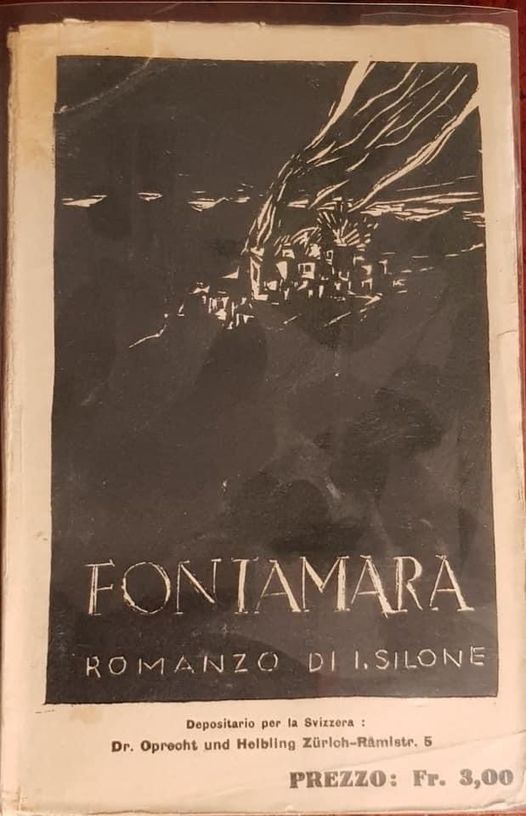 FONTAMARA
ROMANZO DI I. SILONE
Depositario per la Svizzera :
Dr. Oprecht und Helbling Zürich-Rämistr. 5
PREZZO: Fr. 3,00